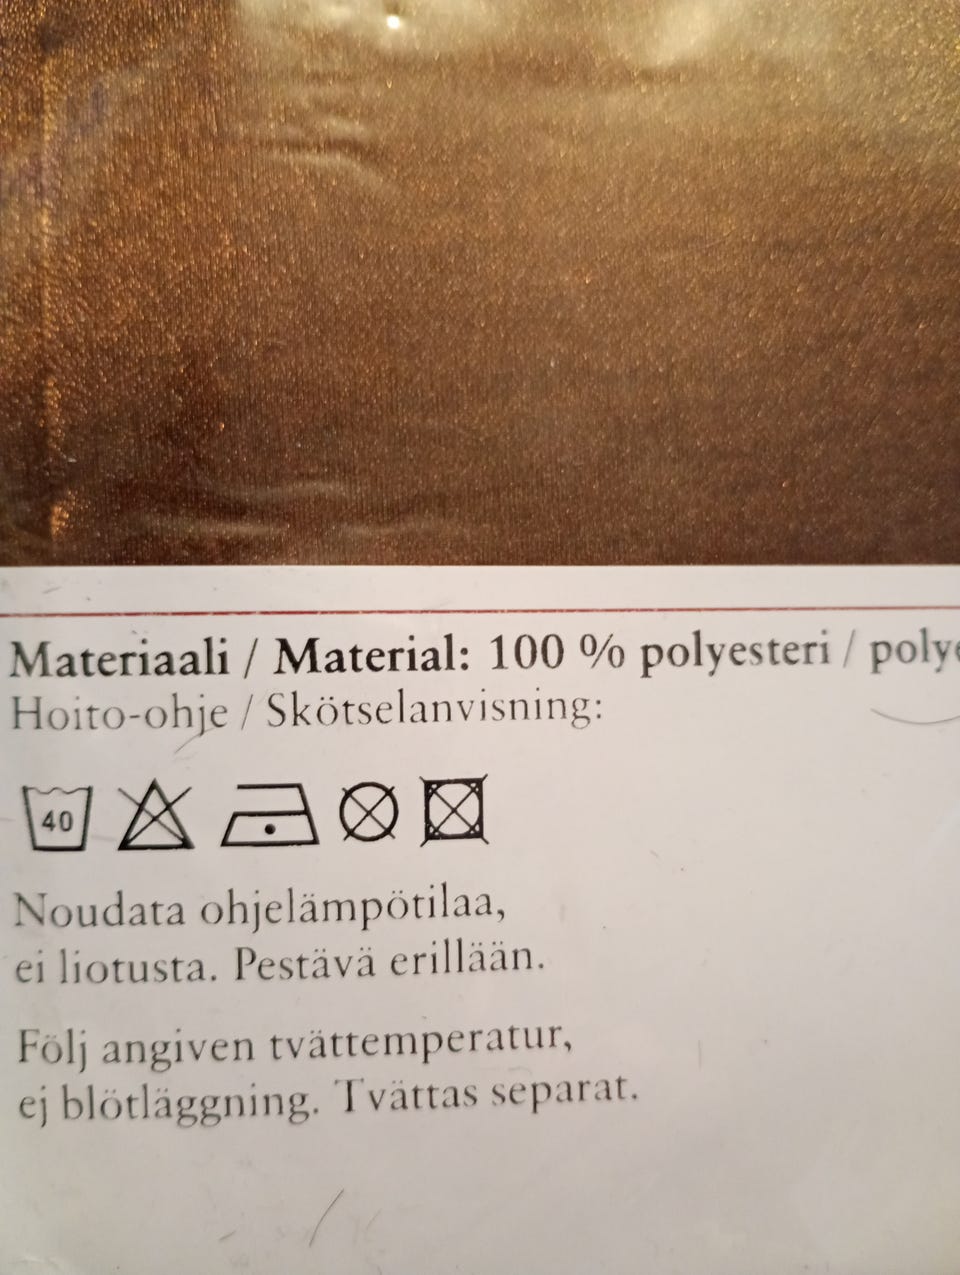 Materiaali / Material: 100 % polyesteri /
Hoito-ohje / Skötselanvisning:
40
Noudata ohjelämpötilaa,
ei liotusta. Pestävä erillään.
Följ angiven tvättemperatur,
ej blötläggning. Tvättas separat.